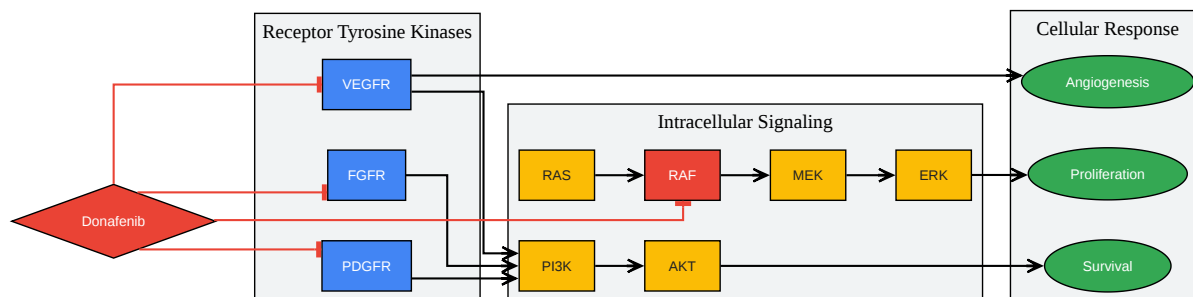 Receptor Tyrosine Kinases
Cellular Response
VEGFR
Angiogenesis
Intracellular Signaling
FGFR
RAS
RAF
MEK
ERK
Proliferation
Donafenib
PDGFR
PI3K
AKT
Survival